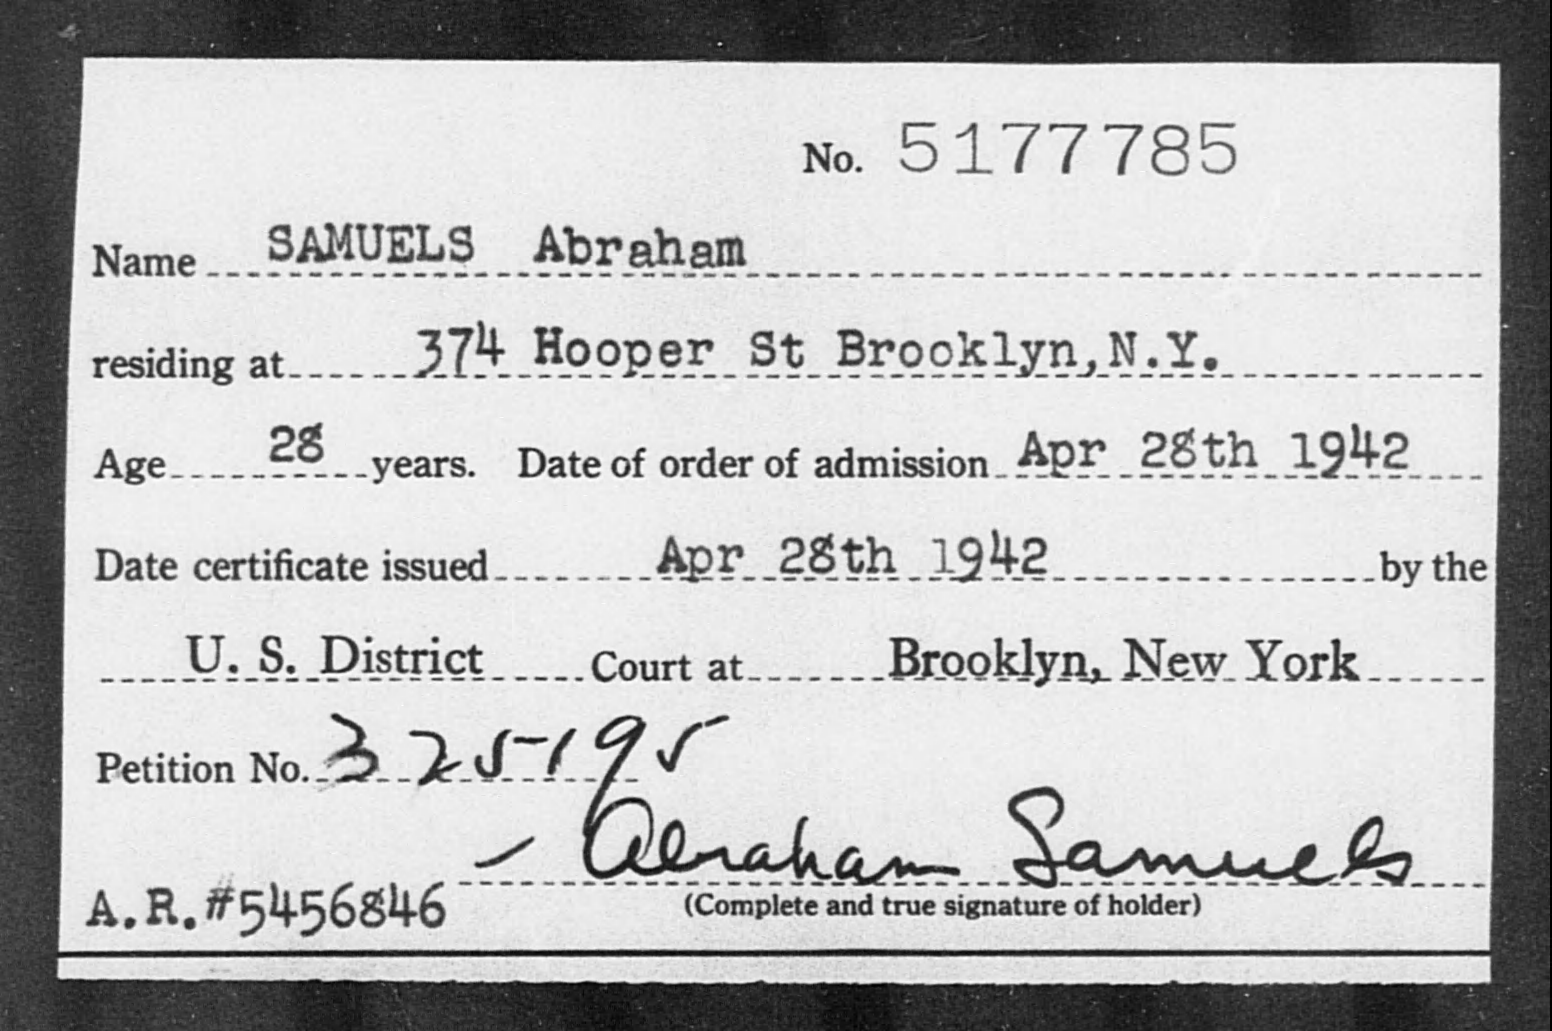 No. 5177785
Name SAMUELS Abraham
residing at 374 Hooper St Brooklyn, N.Y.
Age 28 years. Date of order of admission Apr 28th 1942
Date certificate issued Apr 28th 1942 by the
U. S. District Court at Brooklyn, New York
Petition No. 325195
Abraham Samuels
A.R.#5456846 (Complete and true signature of holder)